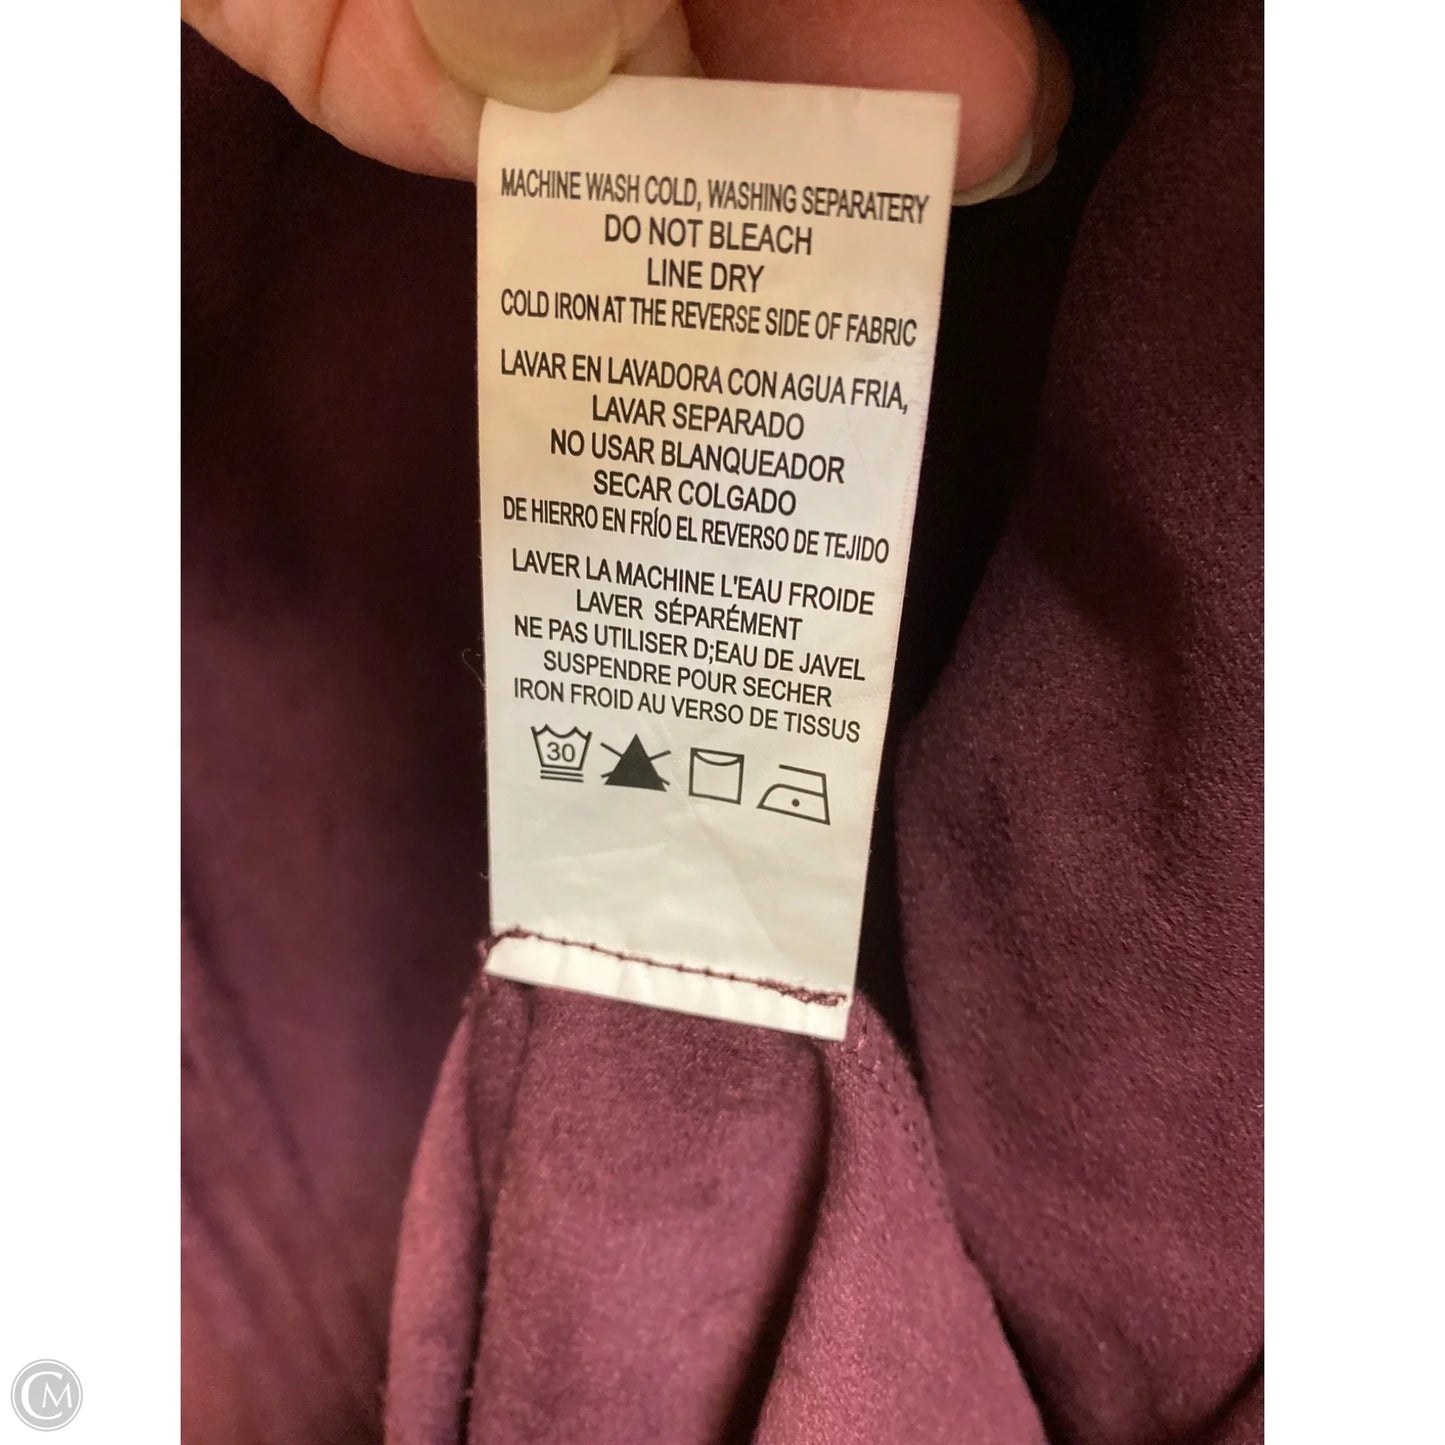 MACHINE WASH COLD, WASHING SEPARATERY
DO NOT BLEACH
LINE DRY
COLD IRON AT THE REVERSE SIDE OF FABRIC
LAVAR EN LAVADORA CON AGUA FRIA,
LAVAR SEPARADO
NO USAR BLANQUEADOR
SECAR COLGADO
DE HIERRO EN FRÍO EL REVERSO DE TEJIDO
LAVER LA MACHINE L'EAU FROIDE
LAVER SÉPARÉMENT
NE PAS UTILISER D;EAU DE JAVEL
SUSPENDRE POUR SECHER
IRON FROID AU VERSO DE TISSUS
30
CM